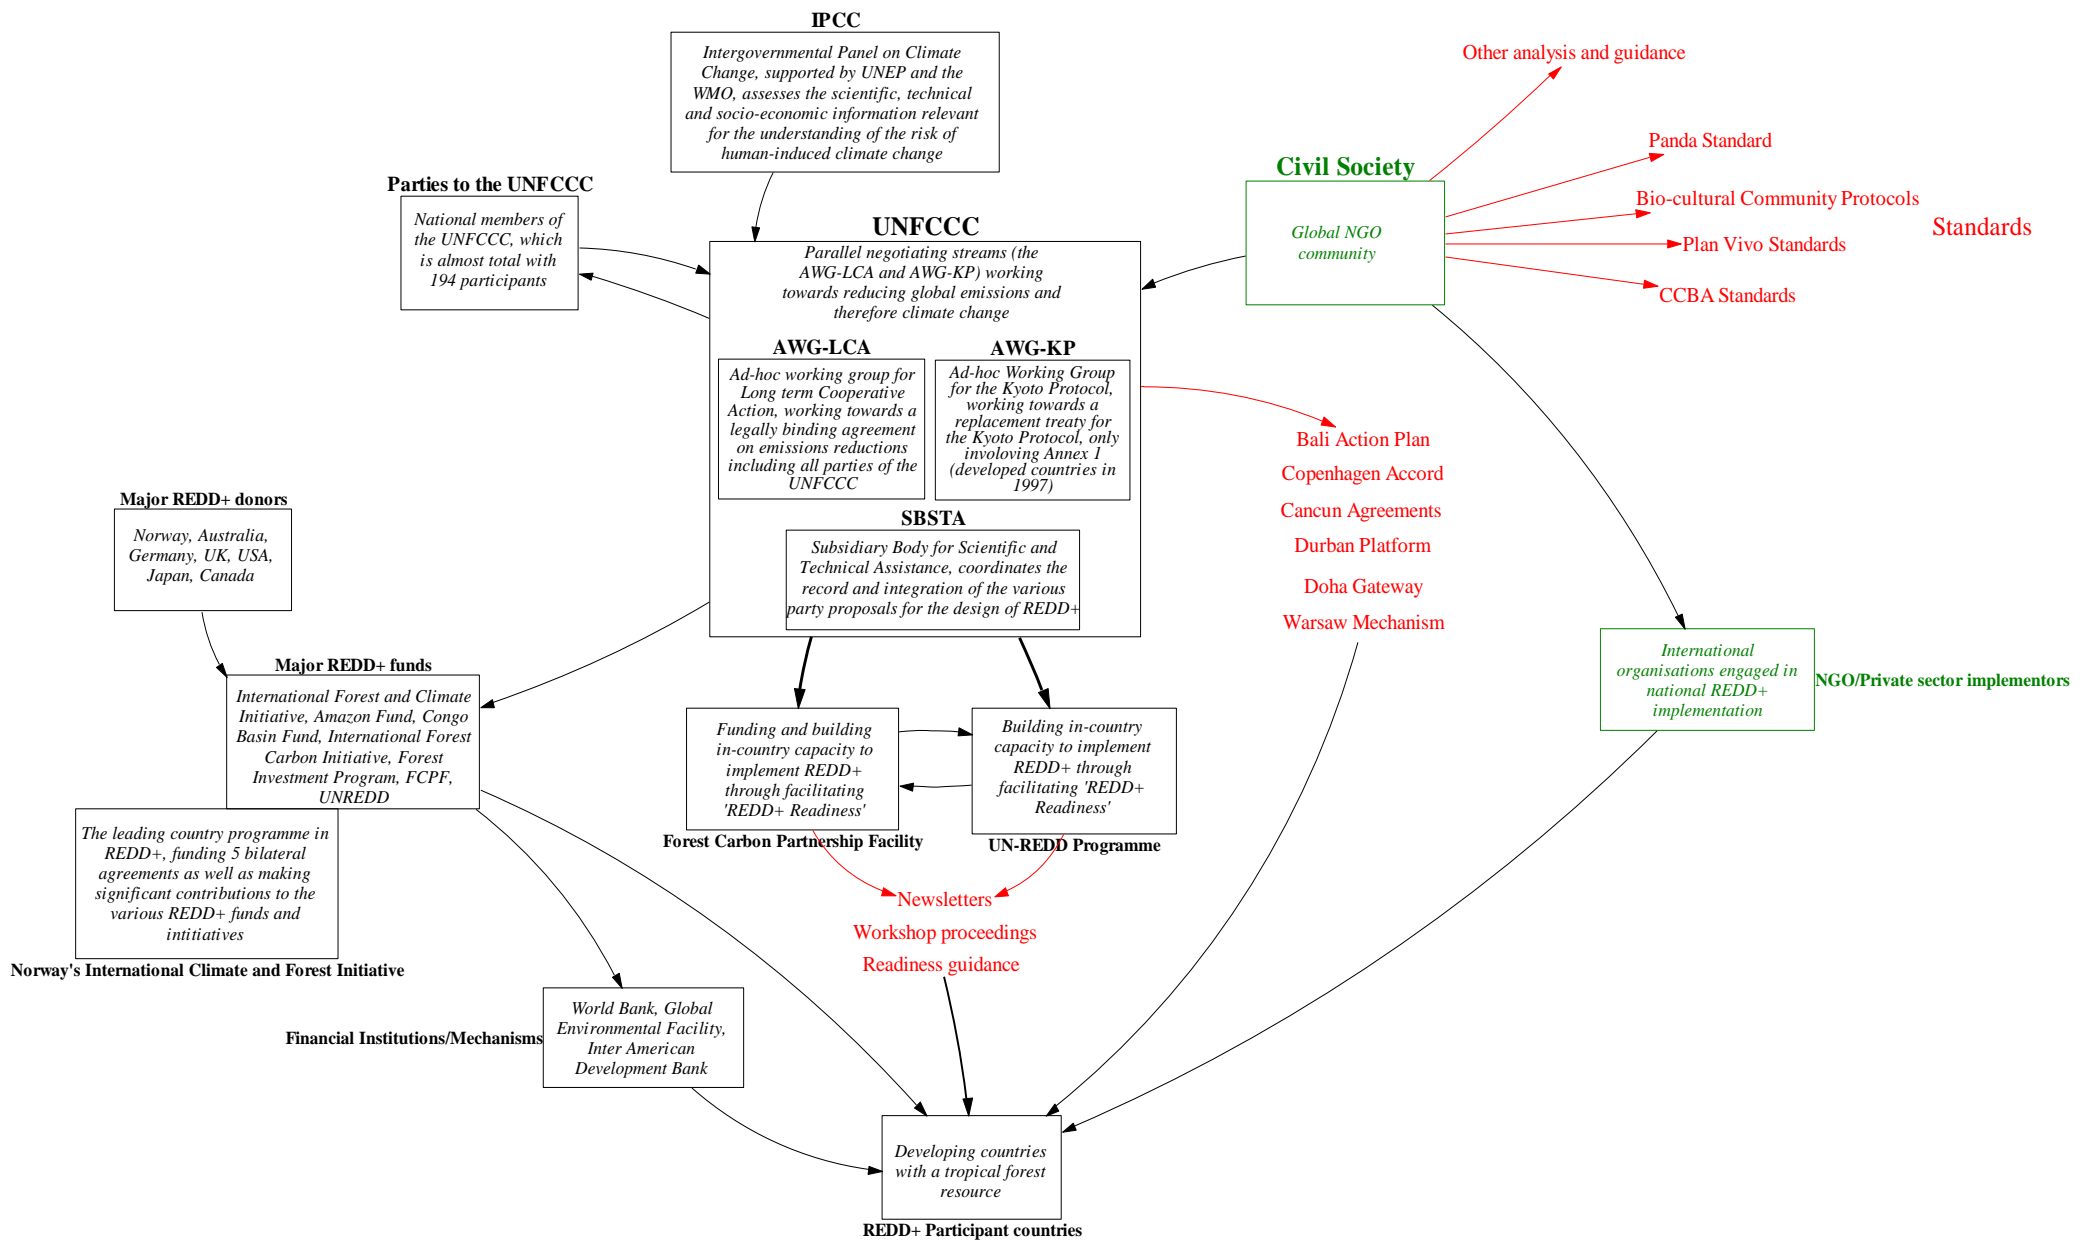 IPCC
Intergovernmental Panel on Climate
Change, supported by UNEP and the
WMO, assesses the scientific, technical
and socio-economic information relevant
for the understanding of the risk of
human-induced climate change
Other analysis and guidance
Panda Standard
Bio-cultural Community Protocols
Standards
Plan Vivo Standards
CCBA Standards
Civil Society
Global NGO
community
Parties to the UNFCCC
National members of
the UNFCCC, which
is almost total with
194 participants
UNFCCC
Parallel negotiating streams (the
AWG-LCA and AWG-KP) working
towards reducing global emissions and
therefore climate change
AWG-LCA
Ad-hoc working group for
Long term Cooperative
Action, working towards a
legally binding agreement
on emissions reductions
including all parties of the
UNFCCC
AWG-KP
Ad-hoc Working Group
for the Kyoto Protocol,
working towards a
replacement treaty for
the Kyoto Protocol, only
involoving Annex 1
(developed countries in
1997)
SBSTA
Subsidiary Body for Scientific and
Technical Assistance, coordinates the
record and integration of the various
party proposals for the design of REDD+
Bali Action Plan
Copenhagen Accord
Cancun Agreements
Durban Platform
Doha Gateway
Warsaw Mechanism
Major REDD+ donors
Norway, Australia,
Germany, UK, USA,
Japan, Canada
Major REDD+ funds
International Forest and Climate
Initiative, Amazon Fund, Congo
Basin Fund, International Forest
Carbon Initiative, Forest
Investment Program, FCPF,
UNREDD
The leading country programme in
REDD+, funding 5 bilateral
agreements as well as making
significant contributions to the
various REDD+ funds and
intitiatives
Norway's International Climate and Forest Initiative
Funding and building
in-country capacity to
implement REDD+
through facilitating
'REDD+ Readiness'
Forest Carbon Partnership Facility
Building in-country
capacity to implement
REDD+ through
facilitating 'REDD+
Readiness'
UN-REDD Programme
International
organisations engaged in
national REDD+
implementation
NGO/Private sector implementors
Newsletters
Workshop proceedings
Readiness guidance
Financial Institutions/Mechanisms
World Bank, Global
Environmental Facility,
Inter American
Development Bank
Developing countries
with a tropical forest
resource
REDD+ Participant countries